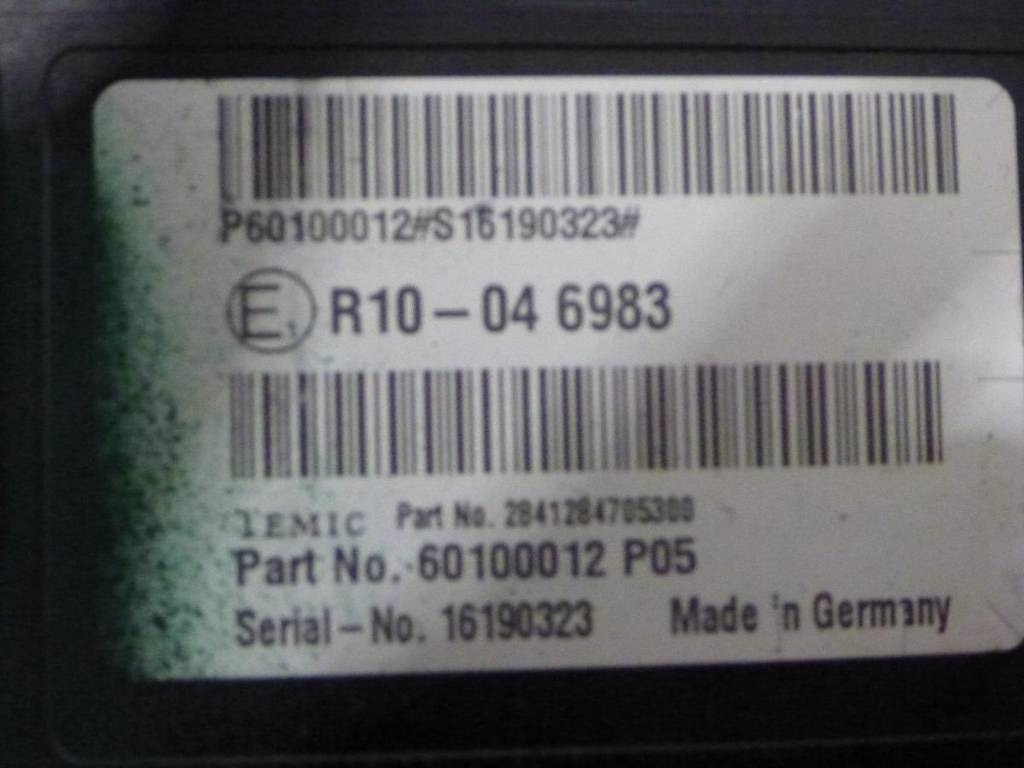 P60100012#S16190323#
E1 R10-04 6983
TEMIC Part No. 2841284705300
Part No. 60100012 P05
Serial-No. 16190323 Made in Germany